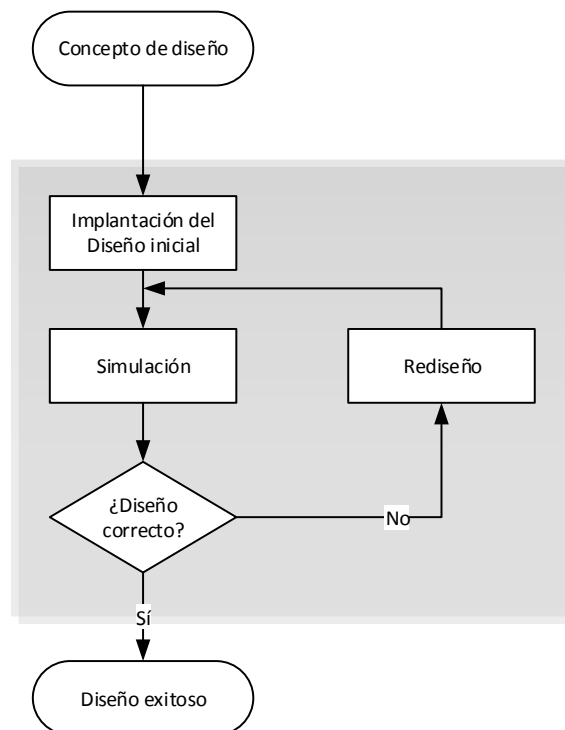 Concepto de diseño
Implantación del
Diseño inicial
Simulación
Rediseño
¿Diseño
correcto?
No
Sí
Diseño exitoso